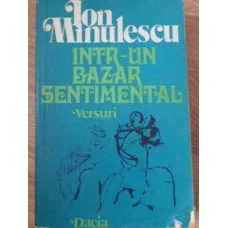 Ion
Minulescu
INTR-UN
BAZAR
SENTIMENTAL
Versuri
Dacia